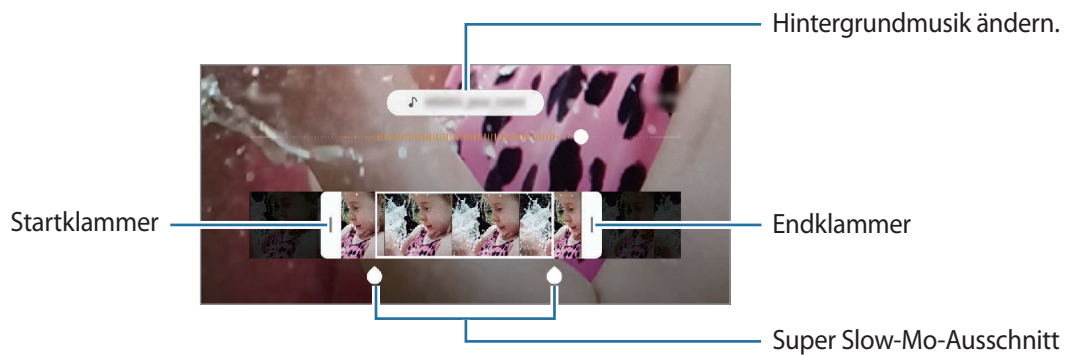 Hintergrundmusik ändern.
Startklammer
Endklammer
Super Slow-Mo-Ausschnitt